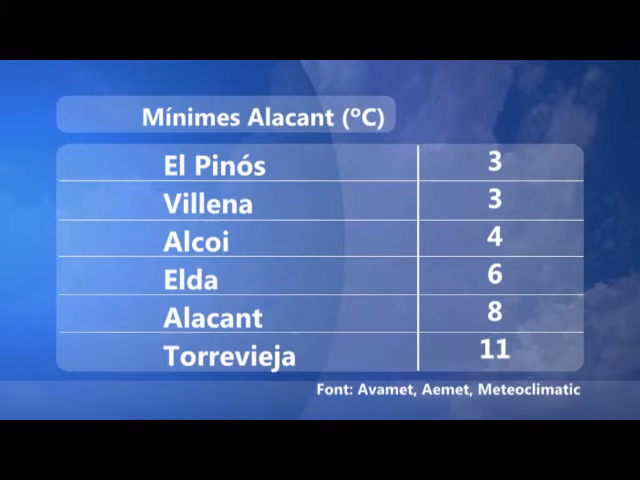 Mínimes Alacant (ºC)
El Pinós 3
Villena 3
Alcoi 4
Elda 6
Alacant 8
Torrevieja 11
Font: Avamet, Aemet, Meteoclimatic